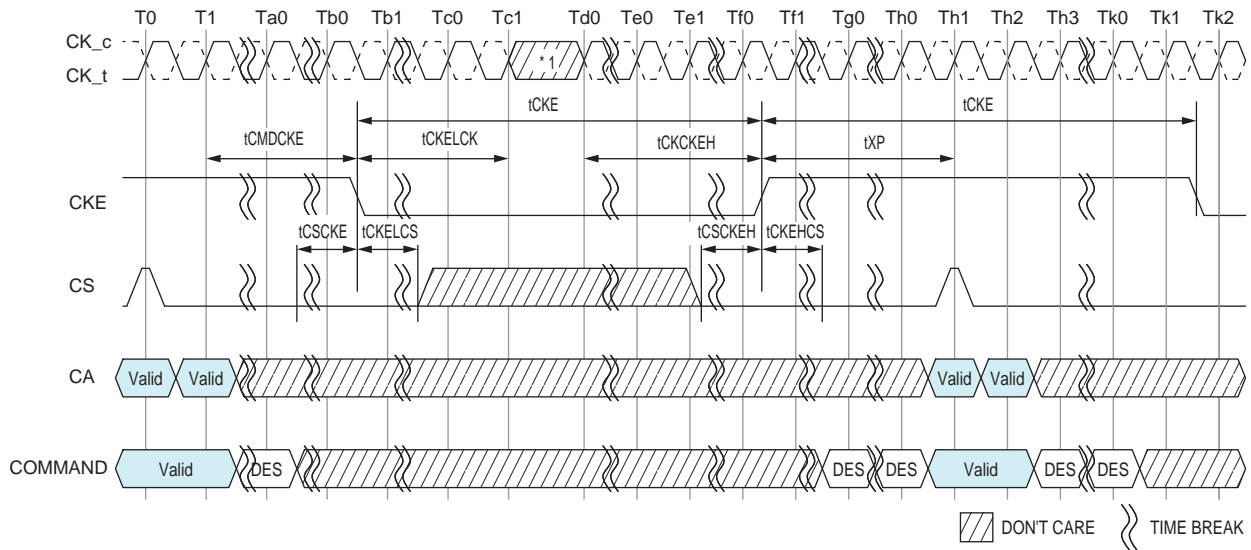 T0 T1 Ta0 Tb0 Tb1 Tc0 Tc1 Td0 Te0 Te1 Tf0 Tf1 Tg0 Th0 Th1 Th2 Th3 Tk0 Tk1 Tk2
CK_c
* 1
CK_t
tCKE tCKE
tCMDCKE tCKELCK tCKCKEH tXP
CKE
tCSCKE tCKELCS tCSCKEH tCKEHCS
CS
CA Valid Valid Valid Valid
COMMAND Valid DES DES DES Valid DES DES
DON'T CARE TIME BREAK